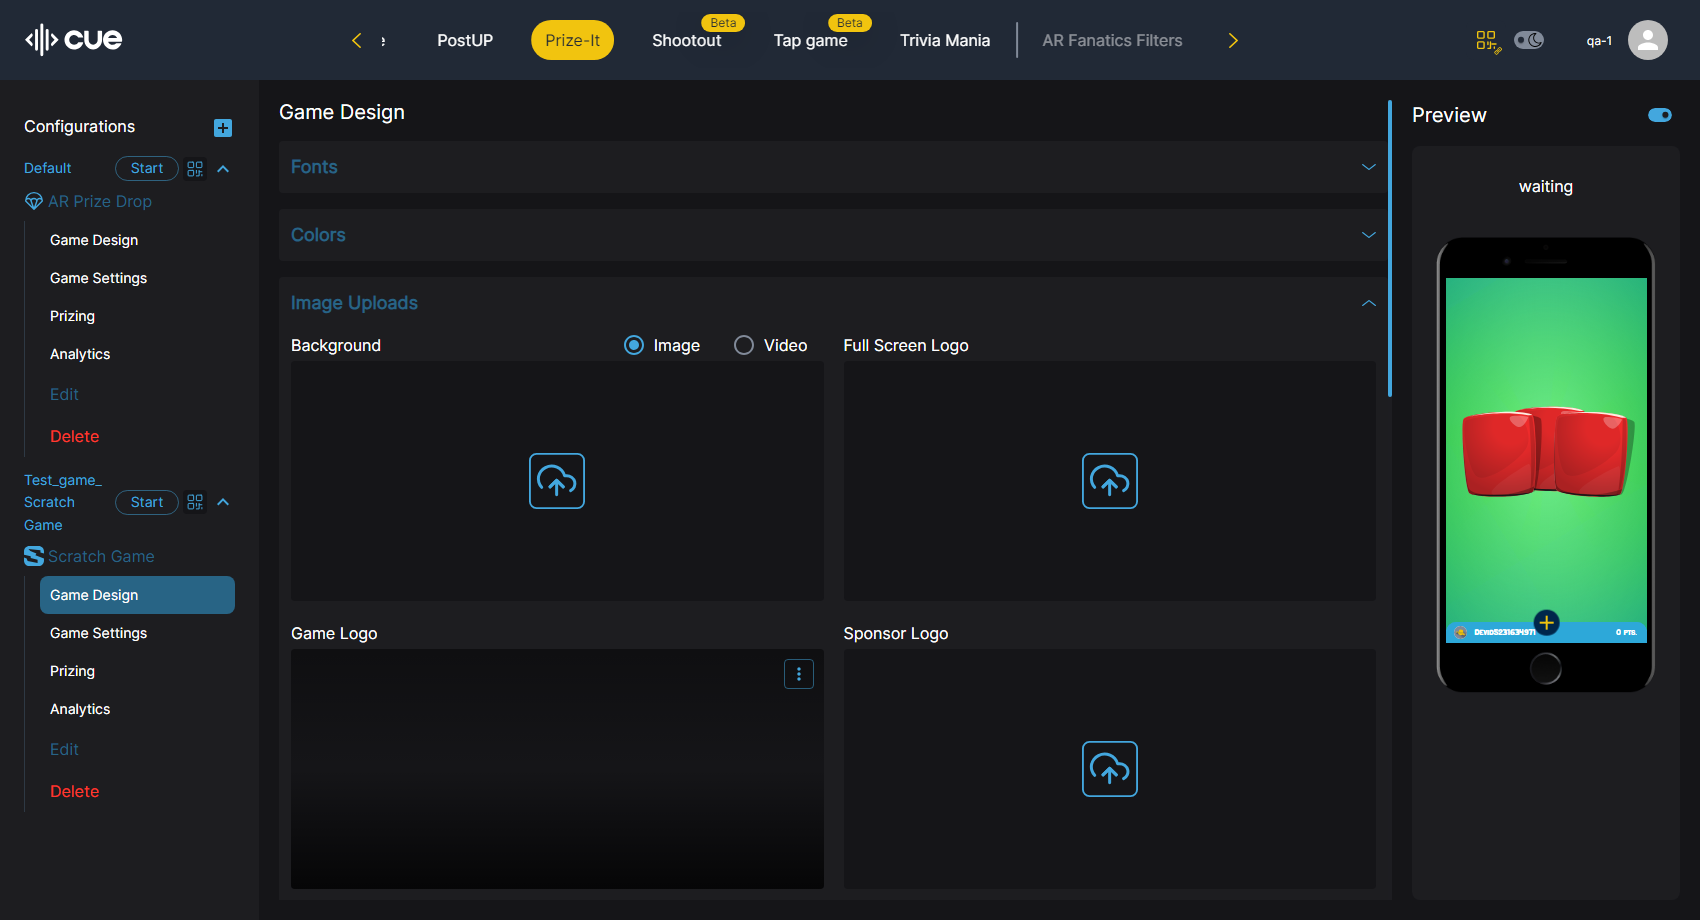 cue
PostUP
Prize-It
Shootout
Beta
Tap game
Beta
Trivia Mania
AR Fanatics Filters
qa-1
Configurations
Default
Start
AR Prize Drop
Game Design
Game Settings
Prizing
Analytics
Edit
Delete
Test_game_
Scratch
Game
Start
Scratch Game
Game Design
Game Settings
Prizing
Analytics
Edit
Delete
Game Design
Fonts
Colors
Image Uploads
Background
Image
Video
Full Screen Logo
Game Logo
Sponsor Logo
Preview
waiting
0 PTS.